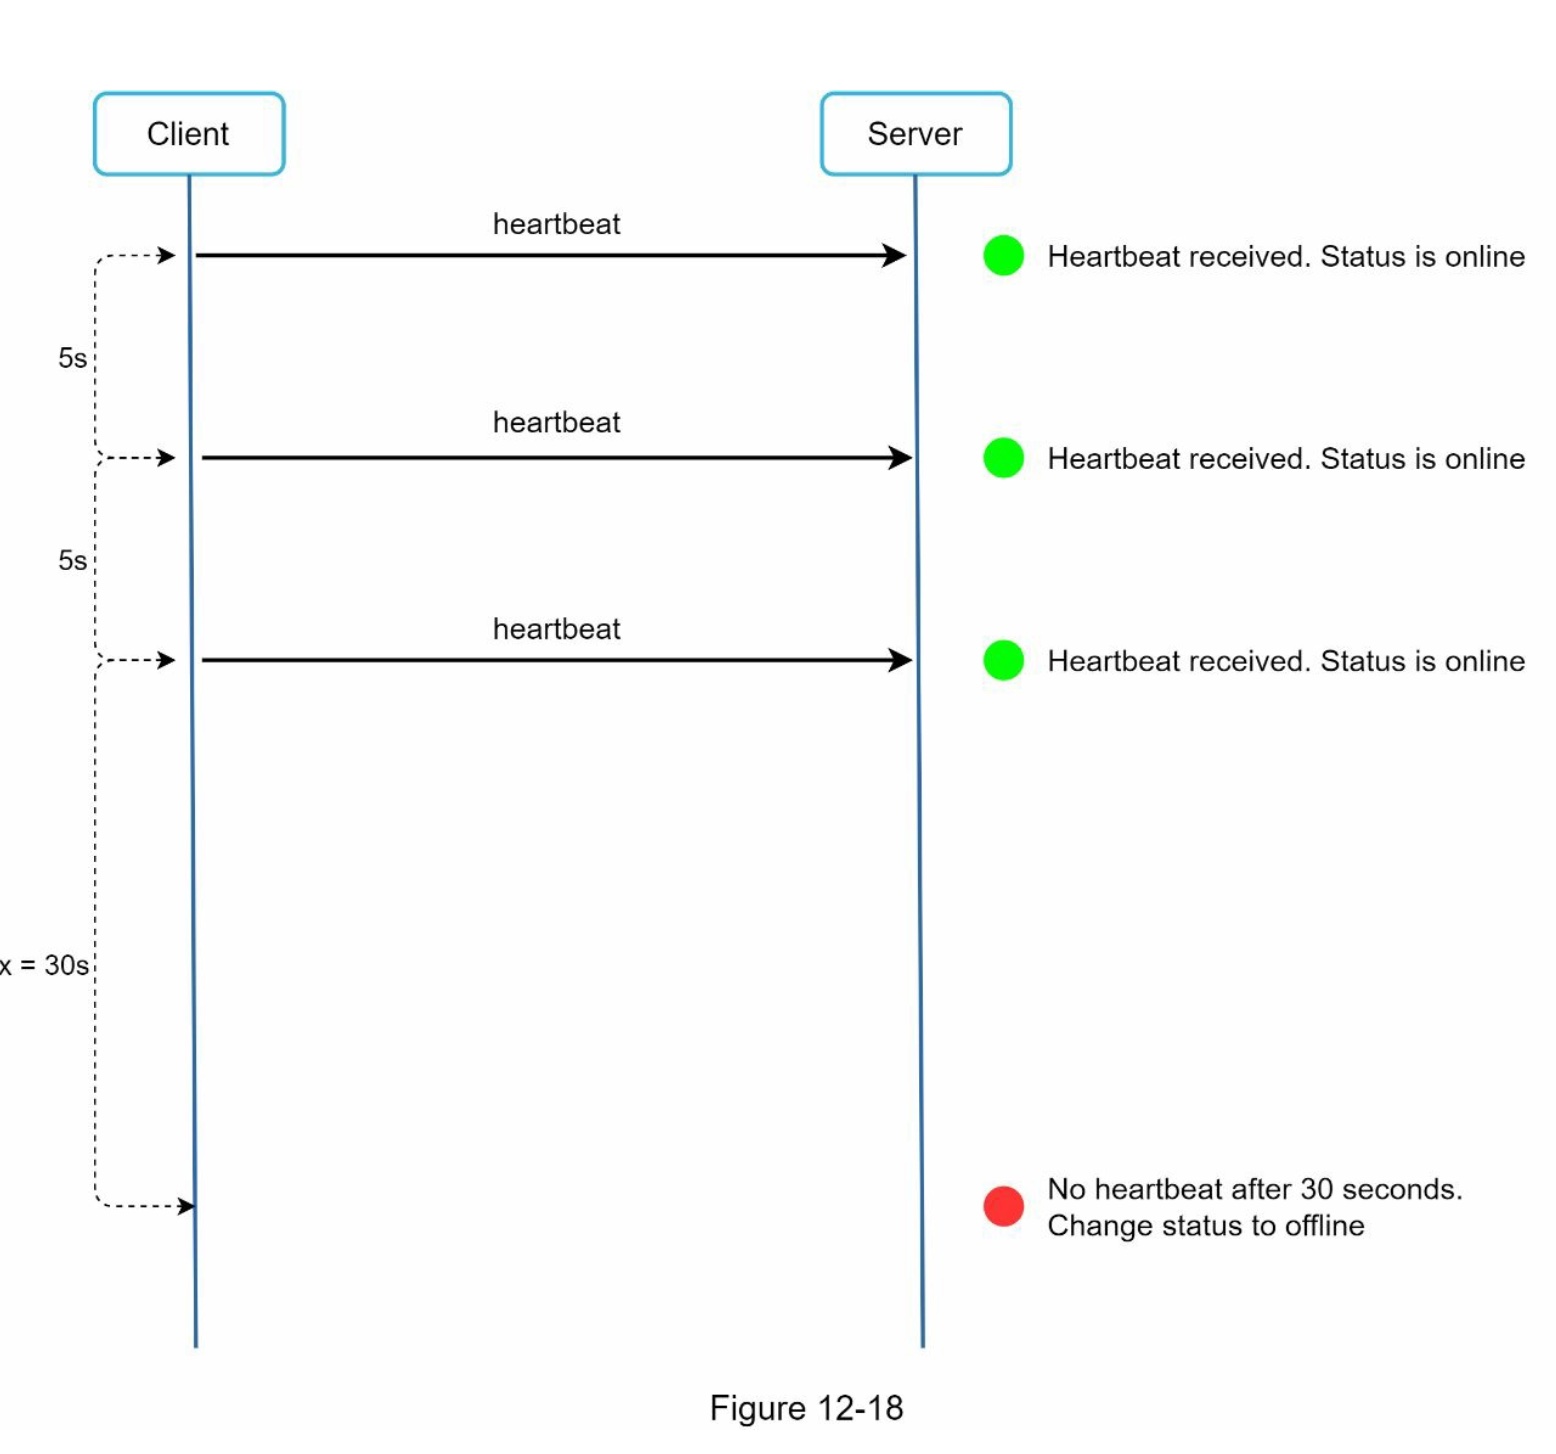 Client
Server
heartbeat
Heartbeat received. Status is online
5s
heartbeat
Heartbeat received. Status is online
5s
heartbeat
Heartbeat received. Status is online
x = 30s
No heartbeat after 30 seconds.
Change status to offline
Figure 12-18